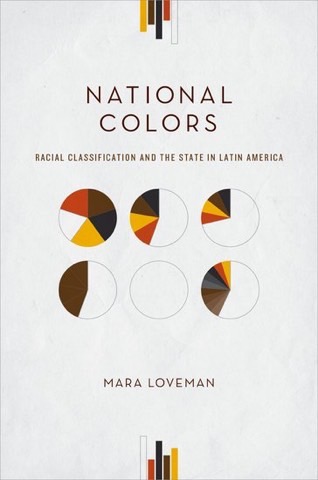 NATIONAL
COLORS
RACIAL CLASSIFICATION AND THE STATE IN LATIN AMERICA
MARA LOVEMAN